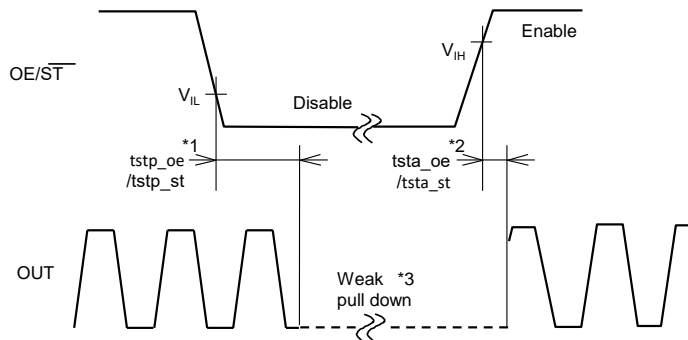 Enable
VIH
OE/ST
VIL
Disable
*1
tstp_oe
/tstp_st
*2
tsta_oe
/tsta_st
OUT
Weak *3
pull down